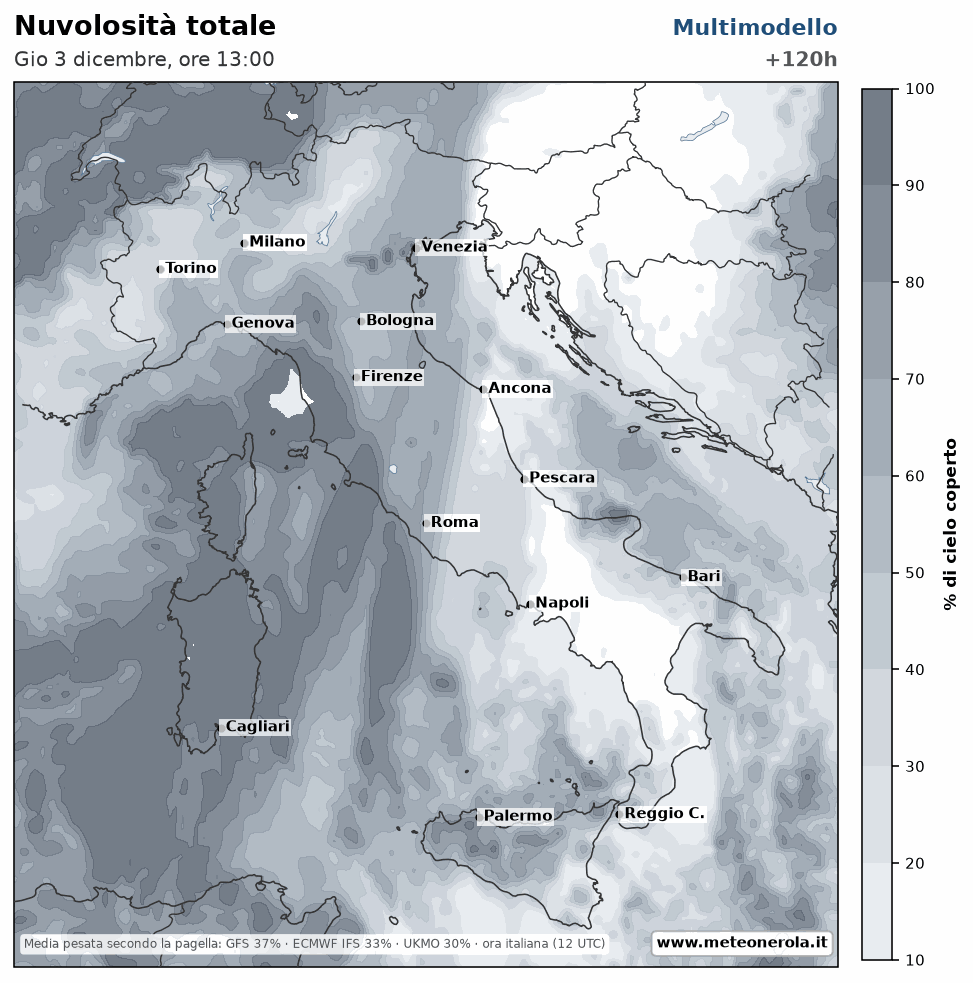 Nuvolosità totale
Multimodello
Gio 3 dicembre, ore 13:00
+120h
100
90
80
70
60
50
40
30
20
10
% di cielo coperto
Milano
Venezia
Torino
Genova
Bologna
Firenze
Ancona
Pescara
Roma
Bari
Napoli
Cagliari
Palermo
Reggio C.
Media pesata secondo la pagella: GFS 37% · ECMWF IFS 33% · UKMO 30% · ora italiana (12 UTC)
www.meteonerola.it